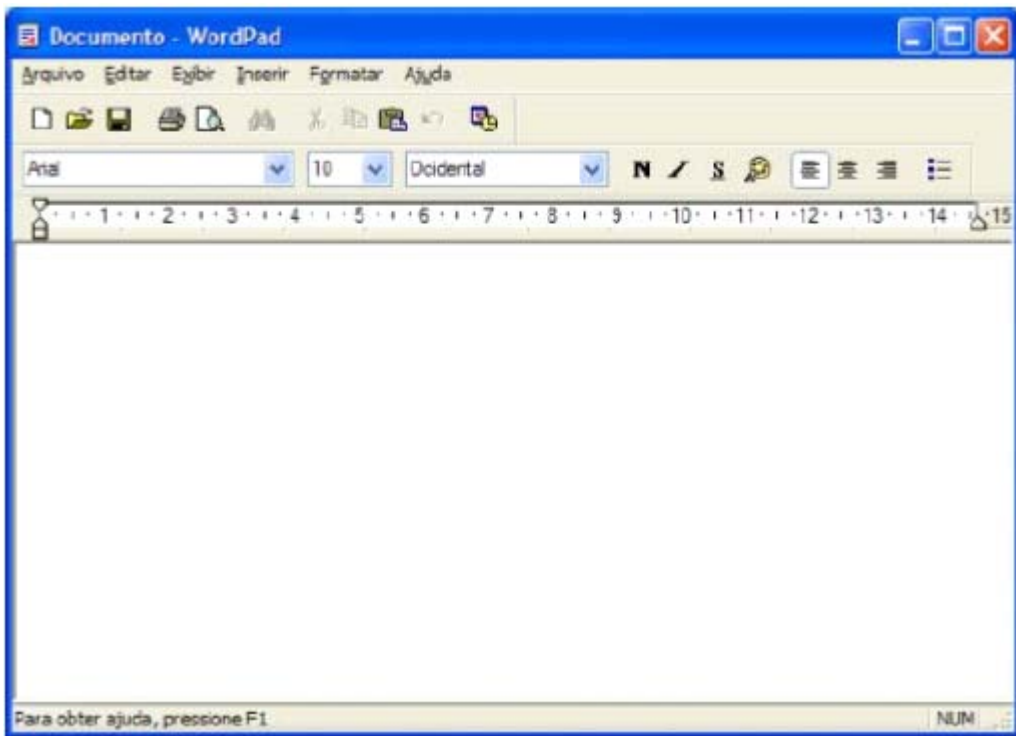 Documento - WordPad
Arquivo Editar Exibir Inserir Formatar Ajuda
Arial 10 Ocidental N I S
1 2 3 4 5 6 7 8 9 10 11 12 13 14 15
Para obter ajuda, pressione F1 NUM